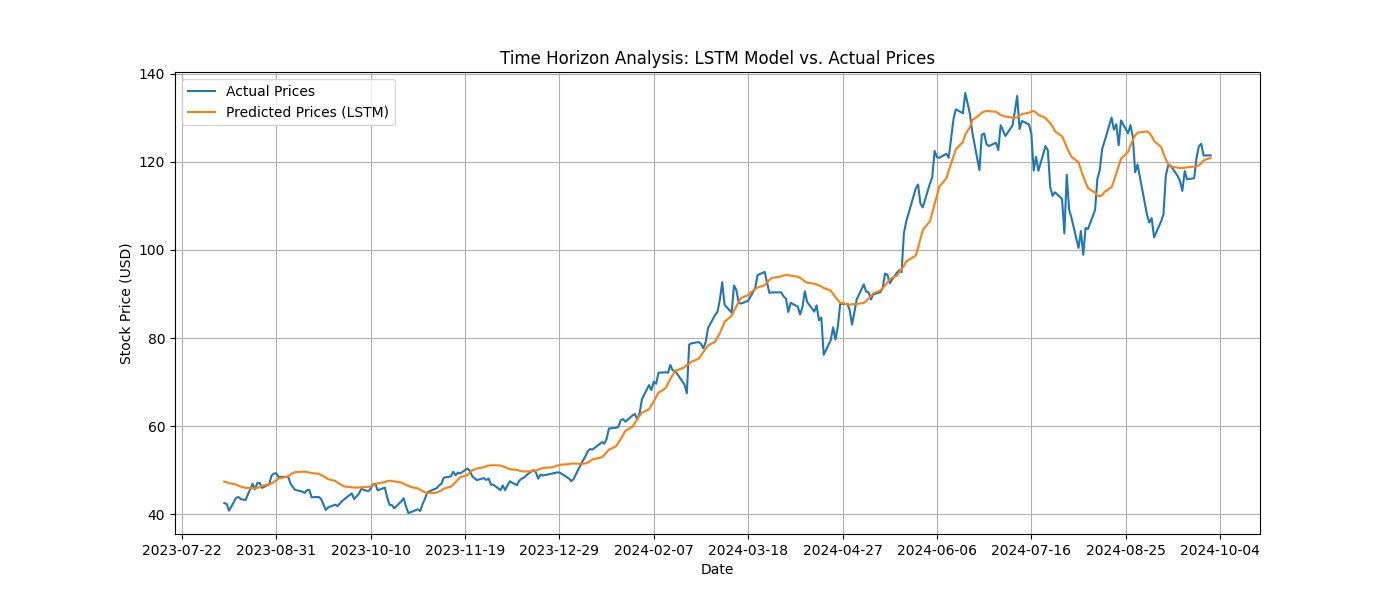 Time Horizon Analysis: LSTM Model vs. Actual Prices
Actual Prices
Predicted Prices (LSTM)
Stock Price (USD)
140
120
100
80
60
40
2023-07-22 2023-08-31 2023-10-10 2023-11-19 2023-12-29 2024-02-07 2024-03-18 2024-04-27 2024-06-06 2024-07-16 2024-08-25 2024-10-04
Date